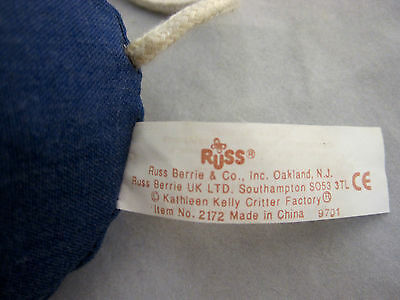 RUSS®
Russ Berrie & Co., Inc. Oakland, N.J.
Russ Berrie UK LTD. Southampton SO53 3TL CE
© Kathleen Kelly Critter Factory®
Item No. 2172 Made in China 9701